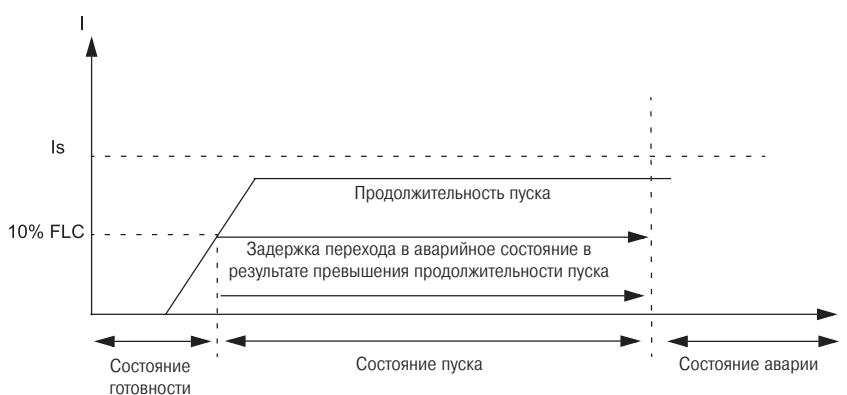 I
Is
Продолжительность пуска
10% FLC
Задержка перехода в аварийное состояние в
результате превышения продолжительности пуска
Состояние
готовности
Состояние пуска
Состояние аварии